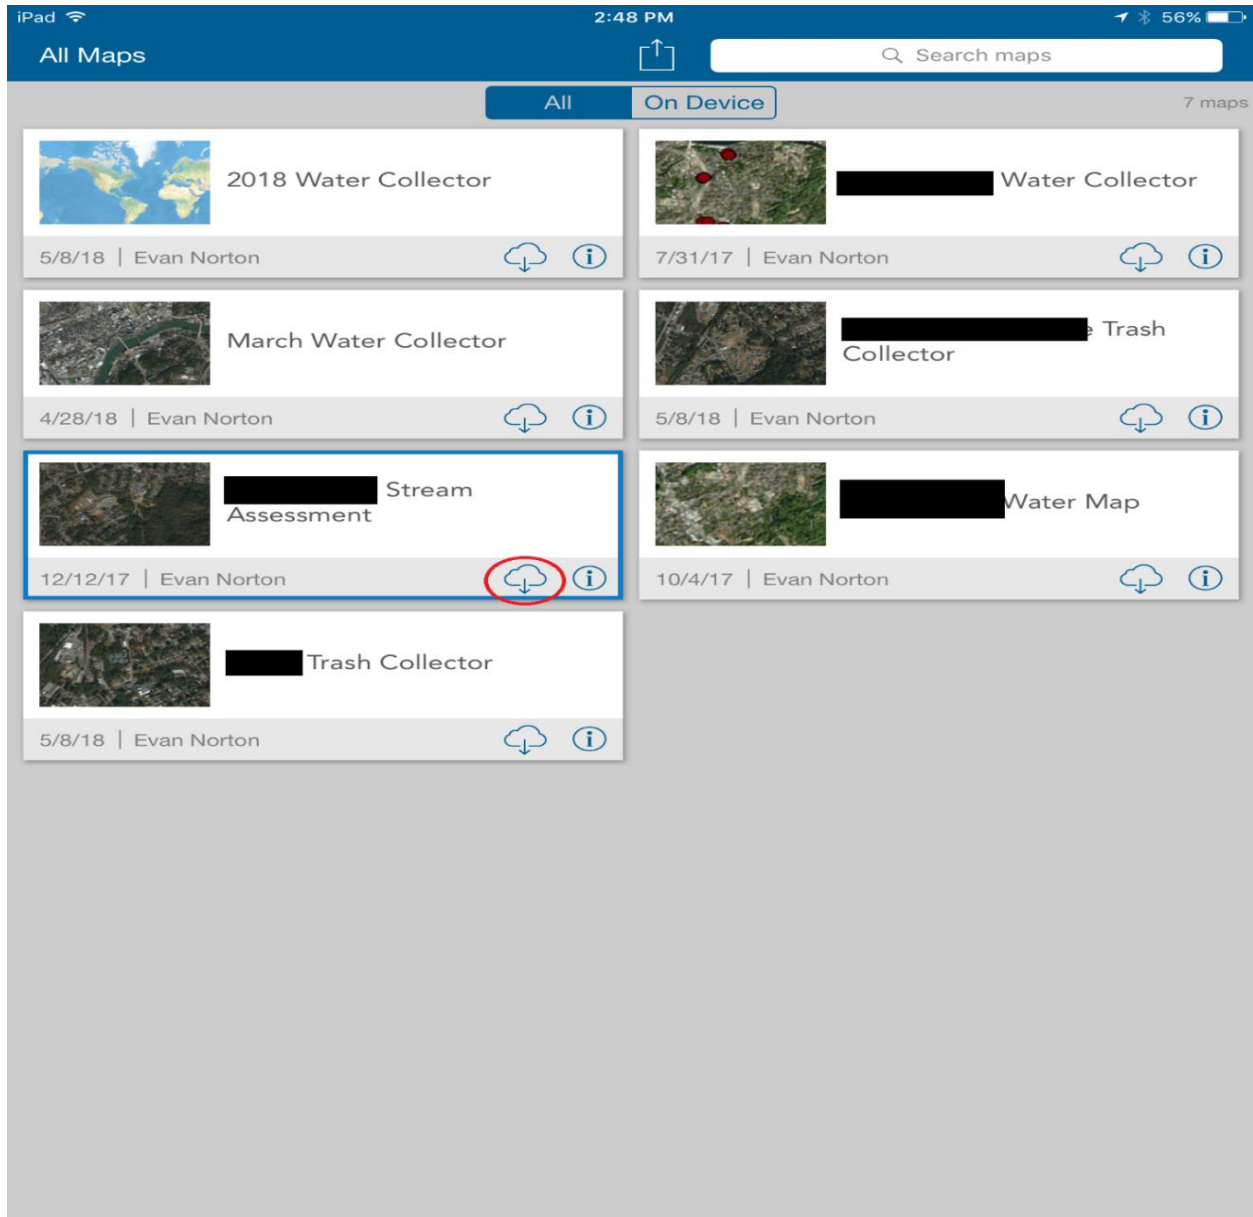 iPad 2:48 PM 56%
All Maps Search maps
All On Device 7 maps
2018 Water Collector
5/8/18 | Evan Norton
Water Collector
7/31/17 | Evan Norton
March Water Collector
4/28/18 | Evan Norton
e Trash
Collector
5/8/18 | Evan Norton
Stream
Assessment
12/12/17 | Evan Norton
Water Map
10/4/17 | Evan Norton
Trash Collector
5/8/18 | Evan Norton